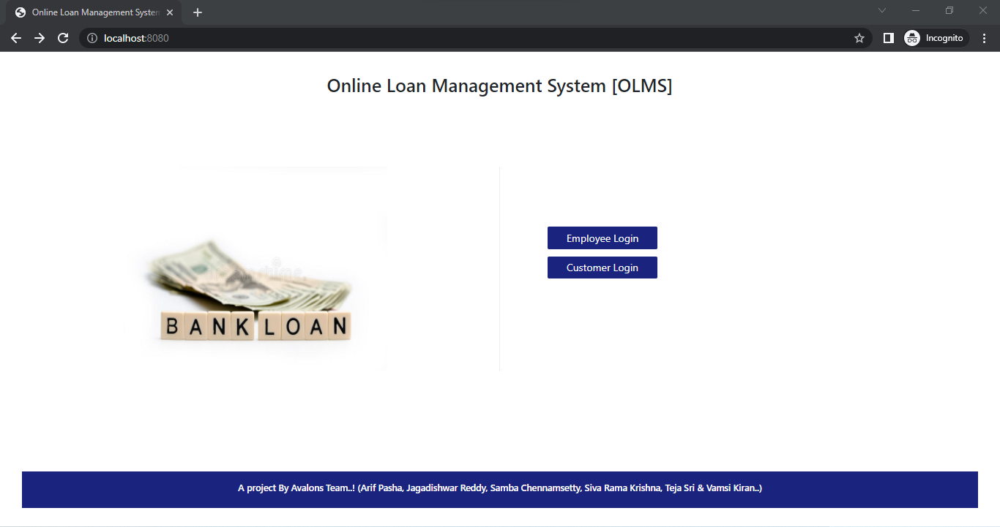 Online Loan Management System
localhost:8080
Incognito
Online Loan Management System [OLMS]
BANK LOAN
Employee Login
Customer Login
A project By Avalons Team..! (Arif Pasha, Jagadishwar Reddy, Samba Chennamsetty, Siva Rama Krishna, Teja Sri & Vamsi Kiran..)